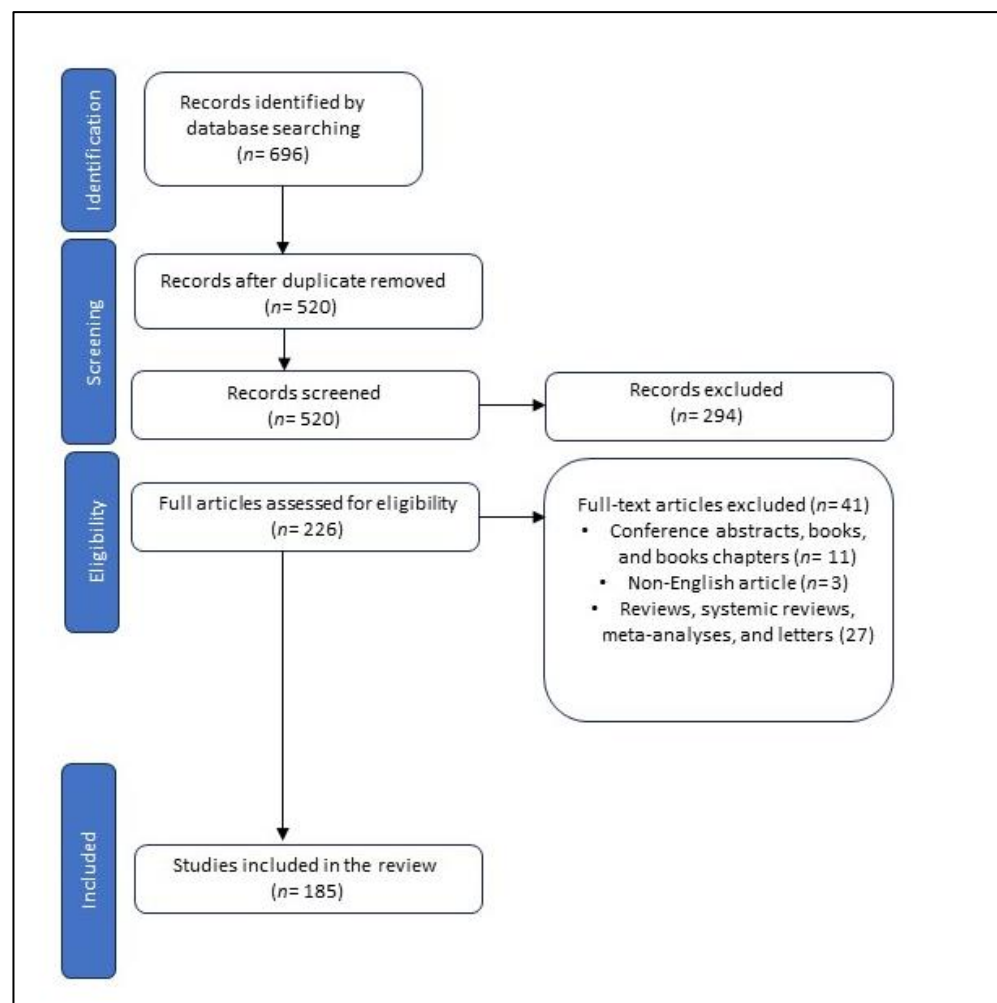 Identification
Records identified by
database searching
(n= 696)
Screening
Records after duplicate removed
(n= 520)
Records screened
(n= 520)
Records excluded
(n= 294)
Eligibility
Full articles assessed for eligibility
(n= 226)
Full-text articles excluded (n= 41)
• Conference abstracts, books,
and books chapters (n= 11)
• Non-English article (n= 3)
• Reviews, systemic reviews,
meta-analyses, and letters (27)
Included
Studies included in the review
(n= 185)